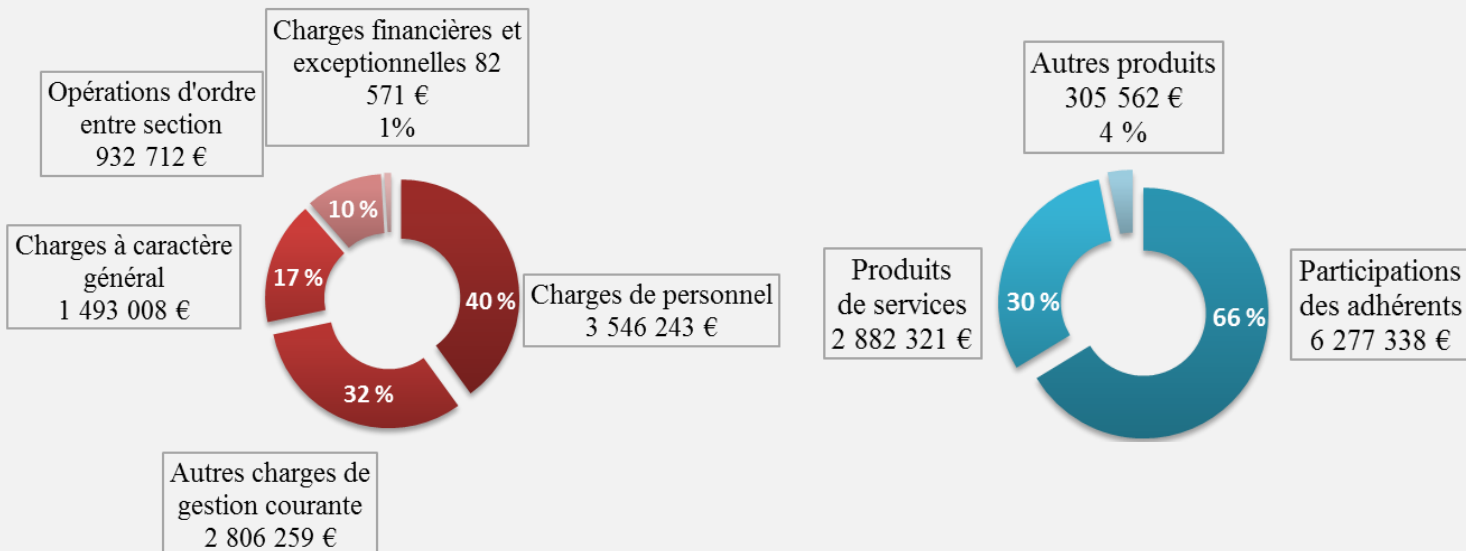 Charges financières et
exceptionnelles 82
571 €
1%
Opérations d'ordre
entre section
932 712 €
10 %
Charges à caractère
général
1 493 008 €
17 %
40 %
Charges de personnel
3 546 243 €
32 %
Autres charges de
gestion courante
2 806 259 €
Autres produits
305 562 €
4 %
Produits
de services
2 882 321 €
30 %
66 %
Participations
des adhérents
6 277 338 €